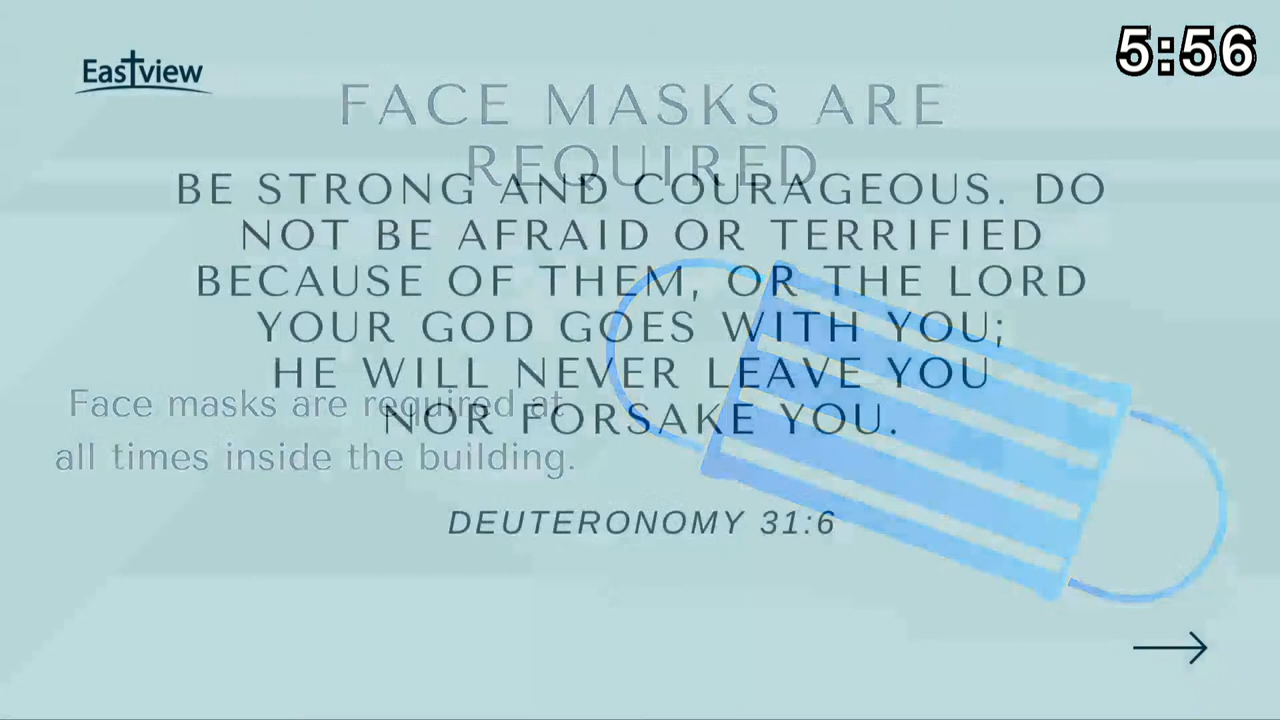 Eastview
5:56
FACE MASKS ARE
REQUIRED
BE STRONG AND COURAGEOUS. DO
NOT BE AFRAID OR TERRIFIED
BECAUSE OF THEM, OR THE LORD
YOUR GOD GOES WITH YOU;
HE WILL NEVER LEAVE YOU
NOR FORSAKE YOU.
Face masks are required at
all times inside the building.
DEUTERONOMY 31:6